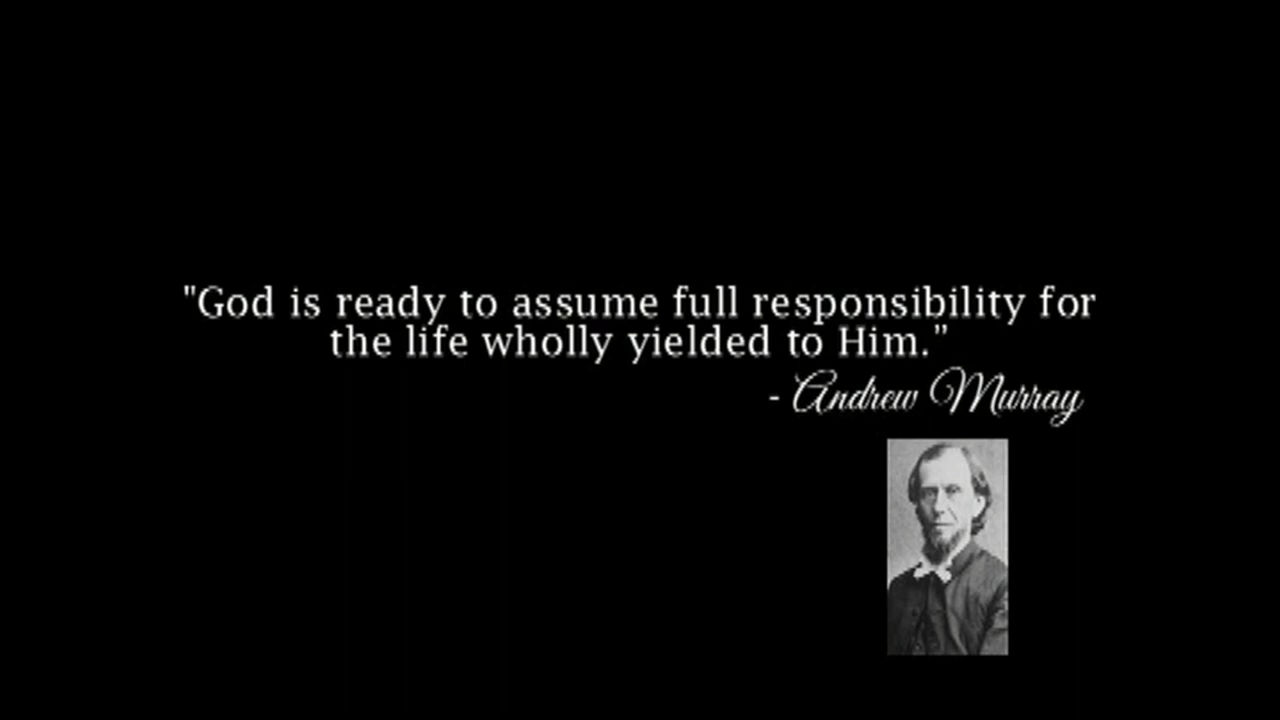 "God is ready to assume full responsibility for
the life wholly yielded to Him."
- Andrew Murray